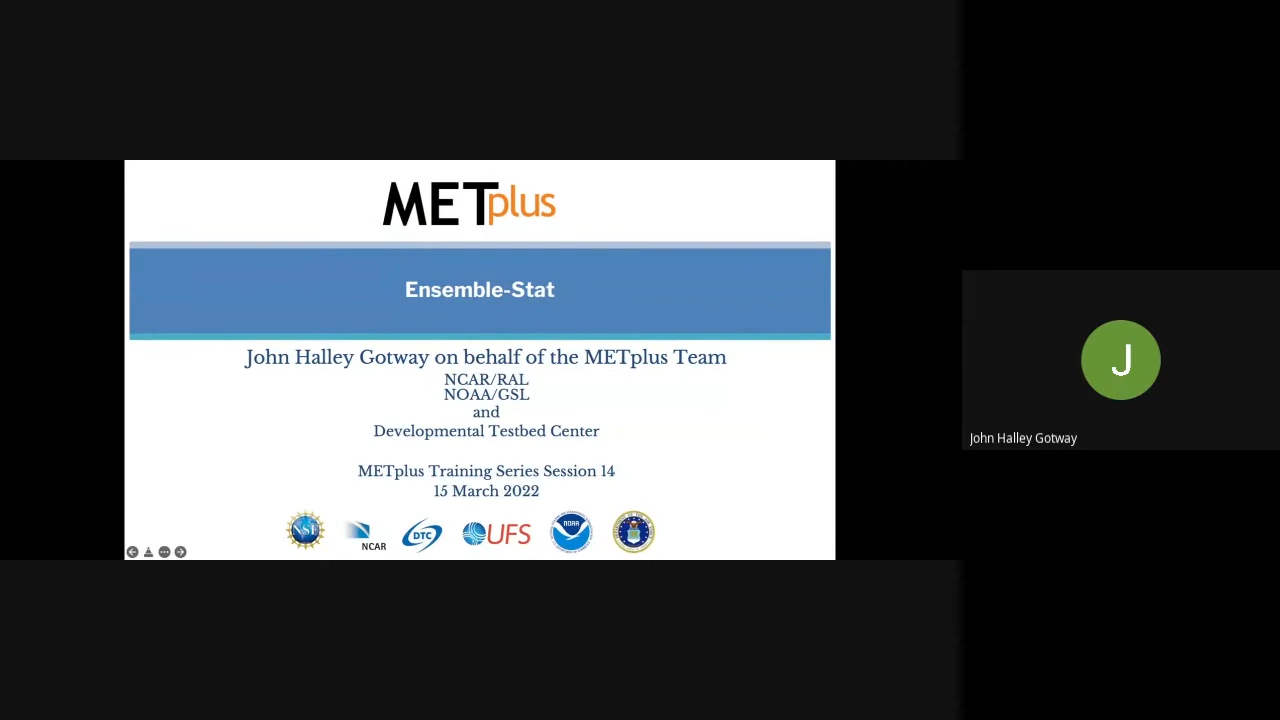 METplus
Ensemble-Stat
John Halley Gotway on behalf of the METplus Team
NCAR/RAL
NOAA/GSL
and
Developmental Testbed Center
METplus Training Series Session 14
15 March 2022
NSF
NCAR
DTC
UFS
NOAA
J
John Halley Gotway